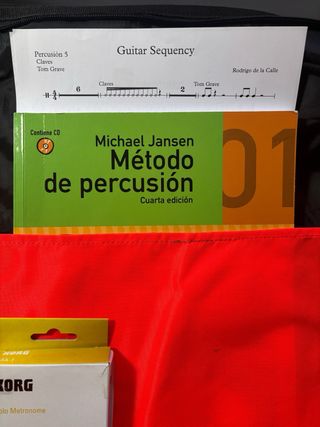 Guitar Sequency
Percusión 5
Claves
Tom Grave
Rodrigo de la Calle
Claves
Tom Grave
6
2
Contiene CD
Michael Jansen
Método
de percusión
Cuarta edición
01
KORG
KORG
Metronome